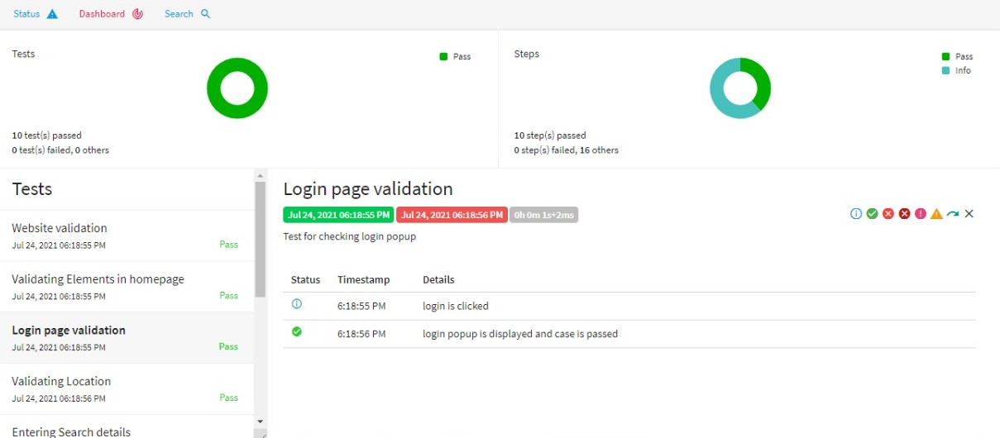 Status Dashboard Search
Tests
Pass
10 test(s) passed
0 test(s) failed, 0 others
Steps
Pass
Info
10 step(s) passed
0 step(s) failed, 16 others
Tests
Website validation
Jul 24, 2021 06:18:55 PM Pass
Validating Elements in homepage
Jul 24, 2021 06:18:55 PM Pass
Login page validation
Jul 24, 2021 06:18:55 PM Pass
Validating Location
Jul 24, 2021 06:18:56 PM Pass
Entering Search details
Login page validation
Jul 24, 2021 06:18:55 PM Jul 24, 2021 06:18:56 PM 0h 0m 1s+2ms
Test for checking login popup
Status Timestamp Details
6:18:55 PM login is clicked
6:18:56 PM login popup is displayed and case is passed